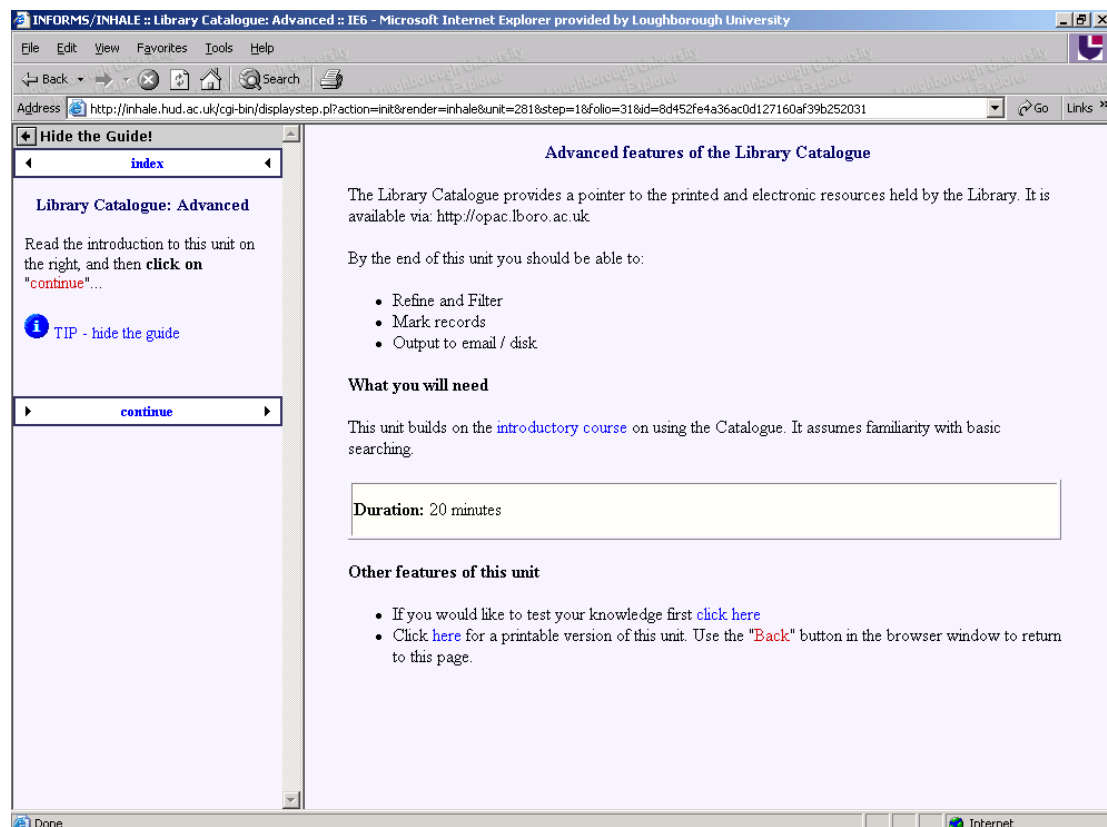 INFORMS/INHALE :: Library Catalogue: Advanced :: IE6 - Microsoft Internet Explorer provided by Loughborough University
File Edit View Favorites Tools Help
Back Search
Address http://inhale.hud.ac.uk/cgi-bin/displaystep.pl?action=init&render=inhale&unit=281&step=1&folio=31&id=8d452fe4a36ac0d127160af39b252031 Go Links »
Hide the Guide!
index
Library Catalogue: Advanced
Read the introduction to this unit on
the right, and then click on
"continue"...
TIP - hide the guide
continue
Advanced features of the Library Catalogue
The Library Catalogue provides a pointer to the printed and electronic resources held by the Library. It is
available via: http://opac.lboro.ac.uk
By the end of this unit you should be able to:
• Refine and Filter
• Mark records
• Output to email / disk
What you will need
This unit builds on the introductory course on using the Catalogue. It assumes familiarity with basic
searching.
Duration: 20 minutes
Other features of this unit
• If you would like to test your knowledge first click here
• Click here for a printable version of this unit. Use the "Back" button in the browser window to return
to this page.
Done Internet